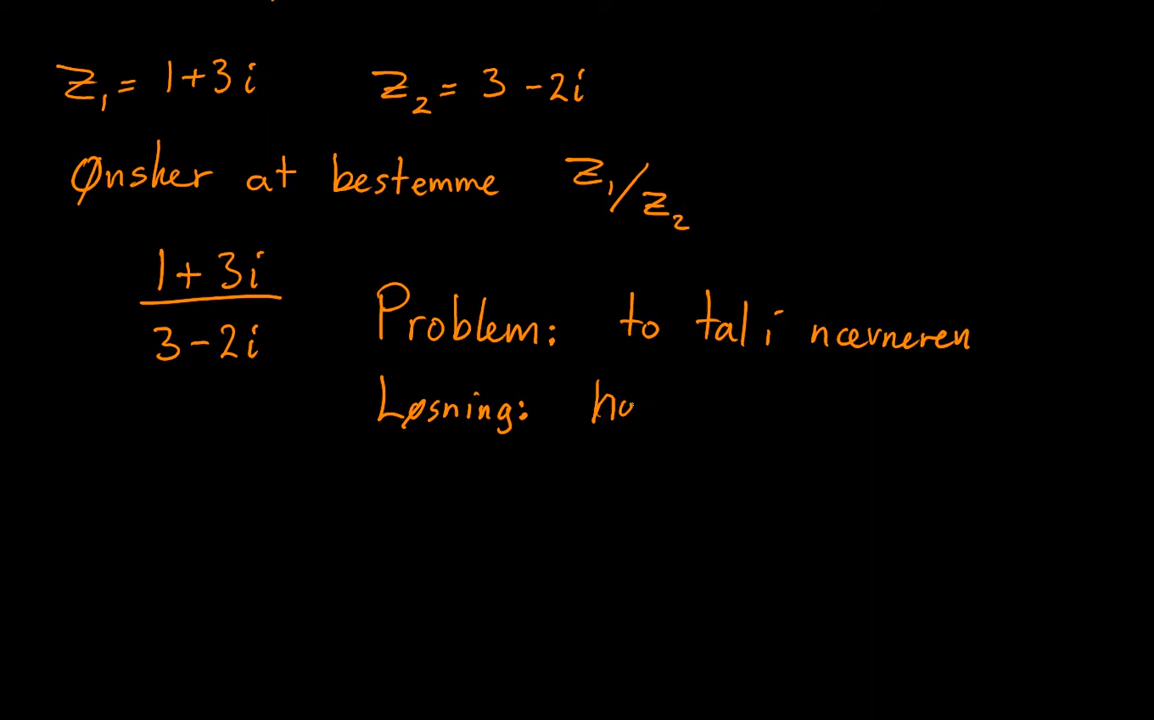 Z₁ = 1+3i Z₂ = 3-2i
Ønsker at bestemme Z₁/Z₂
1+3i
3-2i
Problem: to tal i nævneren
Løsning: ho